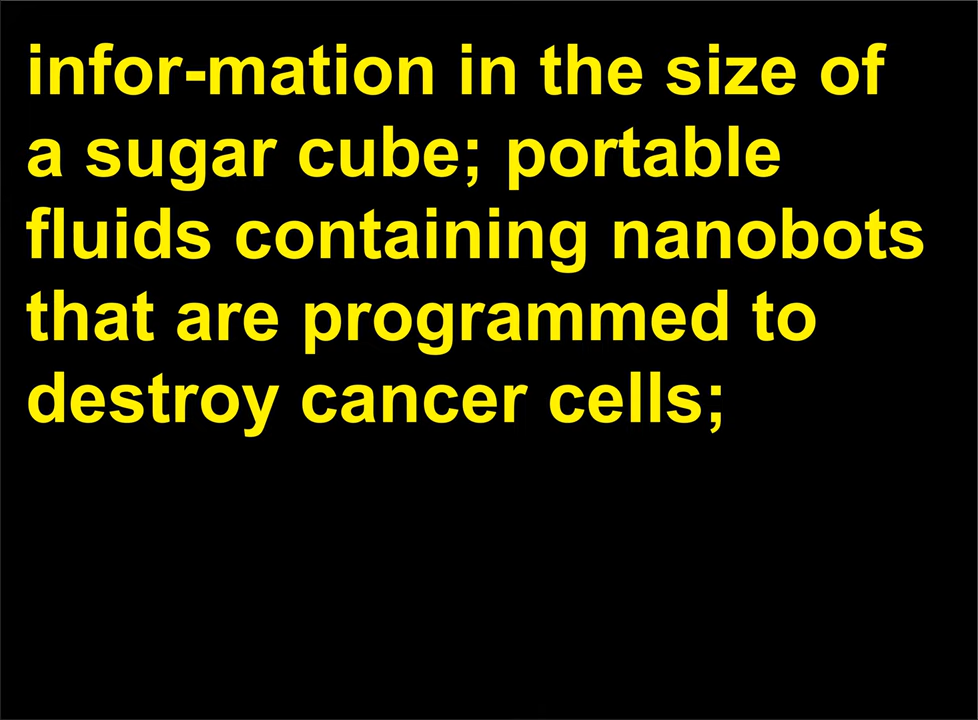 infor-mation in the size of
a sugar cube; portable
fluids containing nanobots
that are programmed to
destroy cancer cells;